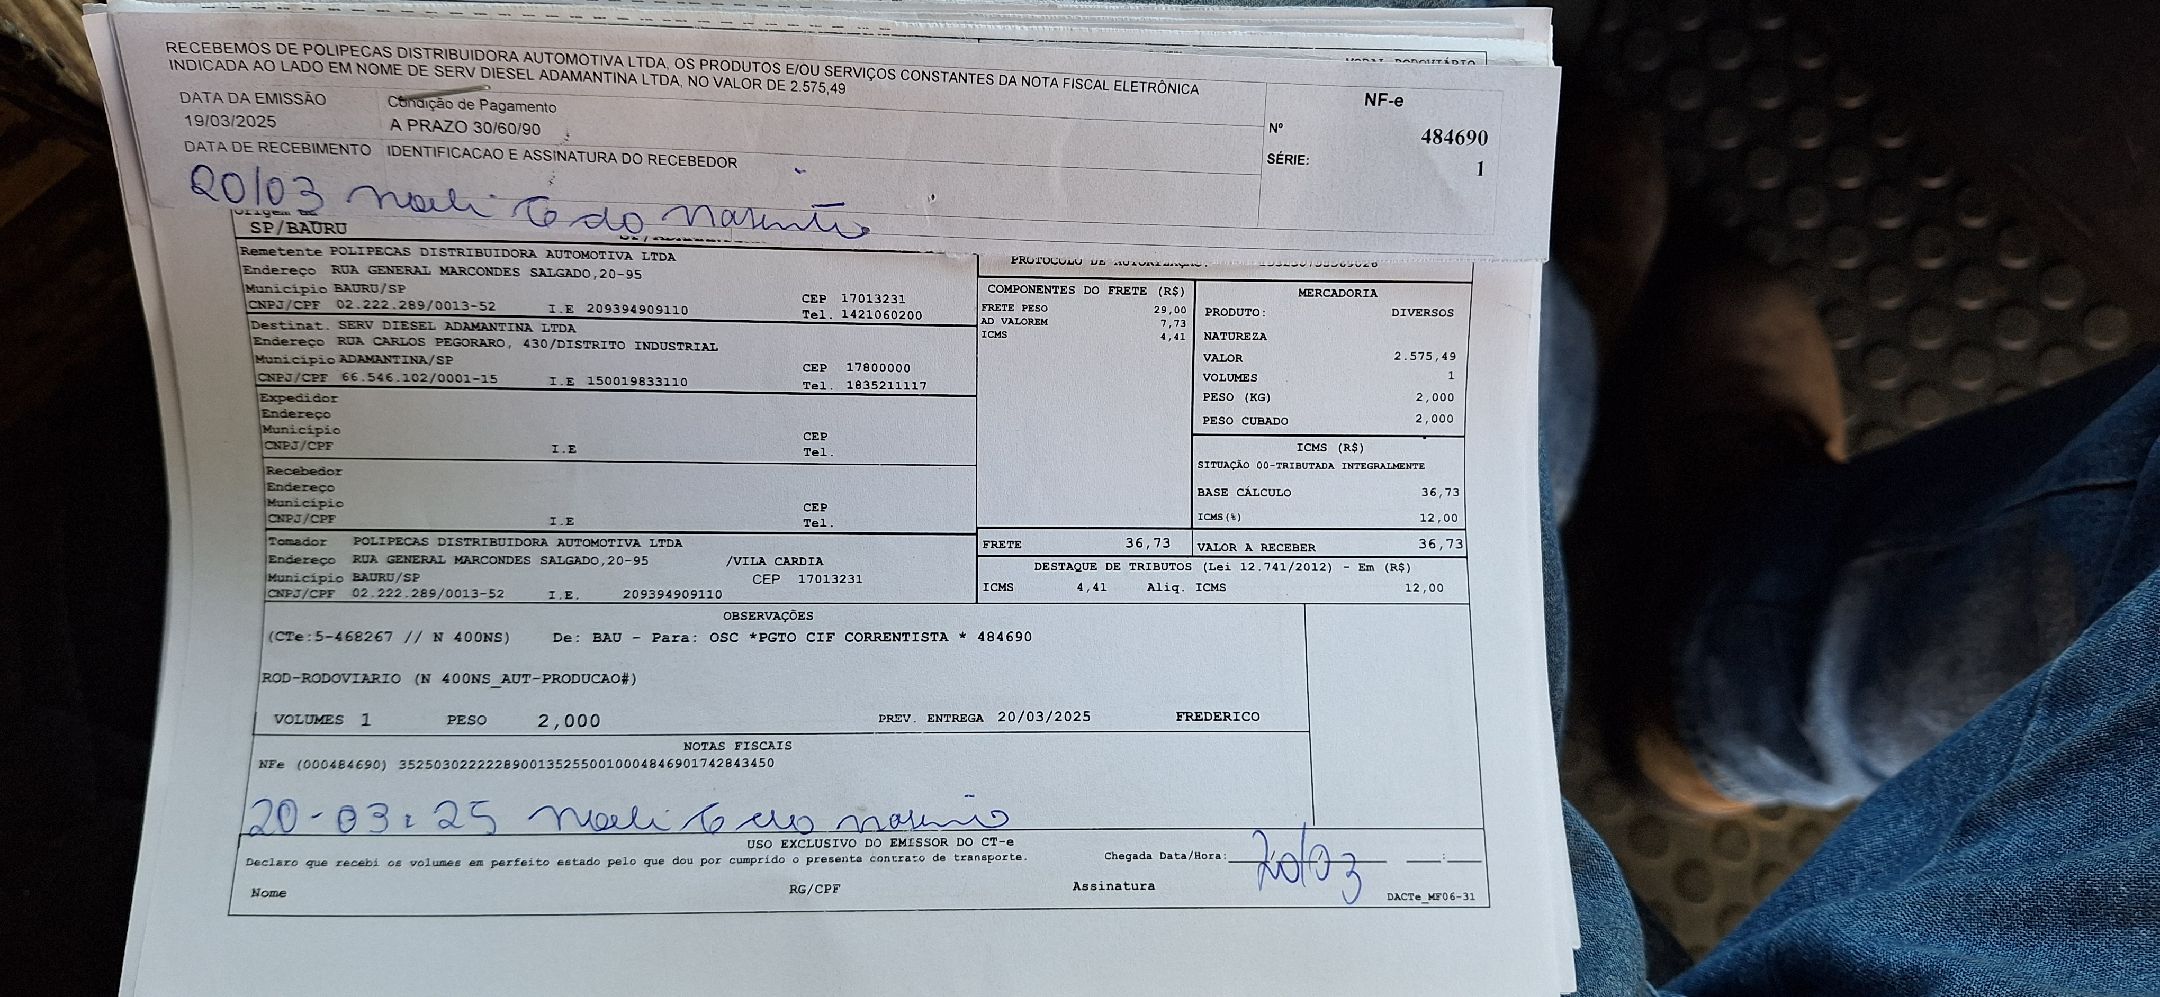 RECEBEMOS DE POLIPECAS DISTRIBUIDORA AUTOMOTIVA LTDA, OS PRODUTOS E/OU SERVIÇOS CONSTANTES DA NOTA FISCAL ELETRÔNICA
INDICADA AO LADO EM NOME DE SERV DIESEL ADAMANTINA LTDA, NO VALOR DE 2.575,49
DATA DA EMISSÃO Condição de Pagamento
19/03/2025 A PRAZO 30/60/90
DATA DE RECEBIMENTO IDENTIFICACAO E ASSINATURA DO RECEBEDOR
NF-e
Nº 484690
SÉRIE: 1
20/03
SP/BAURU
Remetente POLIPECAS DISTRIBUIDORA AUTOMOTIVA LTDA
Endereço RUA GENERAL MARCONDES SALGADO,20-95
Município BAURU/SP CEP 17013231
CNPJ/CPF 02.222.289/0013-52 I.E 209394909110 Tel. 1421060200
Destinat. SERV DIESEL ADAMANTINA LTDA
Endereço RUA CARLOS PEGORARO, 430/DISTRITO INDUSTRIAL
Município ADAMANTINA/SP CEP 17800000
CNPJ/CPF 66.546.102/0001-15 I.E 150019833110 Tel. 1835211117
Expedidor
Endereço
Município CEP
CNPJ/CPF I.E Tel.
Recebedor
Endereço
Município CEP
CNPJ/CPF I.E Tel.
Tomador POLIPECAS DISTRIBUIDORA AUTOMOTIVA LTDA
Endereço RUA GENERAL MARCONDES SALGADO,20-95 /VILA CARDIA
Município BAURU/SP CEP 17013231
CNPJ/CPF 02.222.289/0013-52 I.E. 209394909110
PROTOCOLO DE
COMPONENTES DO FRETE (R$)
FRETE PESO 29,00
AD VALOREM 7,73
ICMS 4,41
MERCADORIA
PRODUTO: DIVERSOS
NATUREZA
VALOR 2.575,49
VOLUMES 1
PESO (KG) 2,000
PESO CUBADO 2,000
ICMS (R$)
SITUAÇÃO 00-TRIBUTADA INTEGRALMENTE
BASE CÁLCULO 36,73
ICMS(%) 12,00
FRETE 36,73 VALOR A RECEBER 36,73
DESTAQUE DE TRIBUTOS (Lei 12.741/2012) - Em (R$)
ICMS 4,41 Aliq. ICMS 12,00
OBSERVAÇÕES
(CTe:5-468267 // N 400NS) De: BAU - Para: OSC *PGTO CIF CORRENTISTA * 484690
ROD-RODOVIARIO (N 400NS_AUT-PRODUCAO#)
VOLUMES 1 PESO 2,000 PREV. ENTREGA 20/03/2025 FREDERICO
NOTAS FISCAIS
NFe (000484690) 35250302222289001352550010004846901742843450
20-03-25
USO EXCLUSIVO DO EMISSOR DO CT-e
Declaro que recebi os volumes em perfeito estado pelo que dou por cumprido o presente contrato de transporte. Chegada Data/Hora: 20/03
Nome RG/CPF Assinatura
DACTe_MF06-31